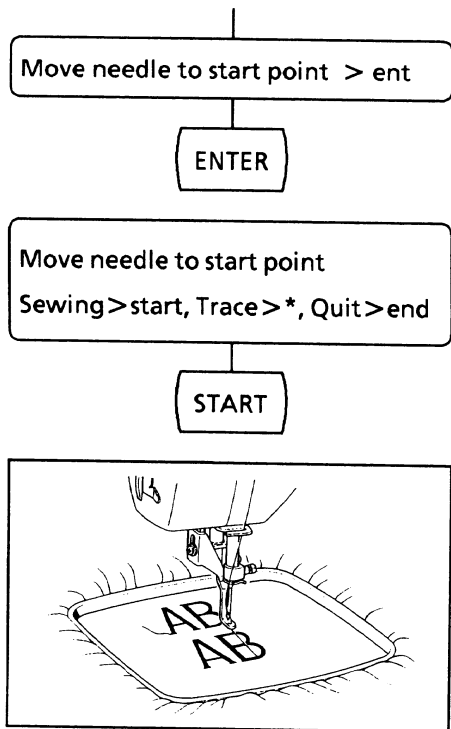 Move needle to start point > ent
ENTER
Move needle to start point
Sewing>start, Trace>*, Quit>end
START
AB
AB